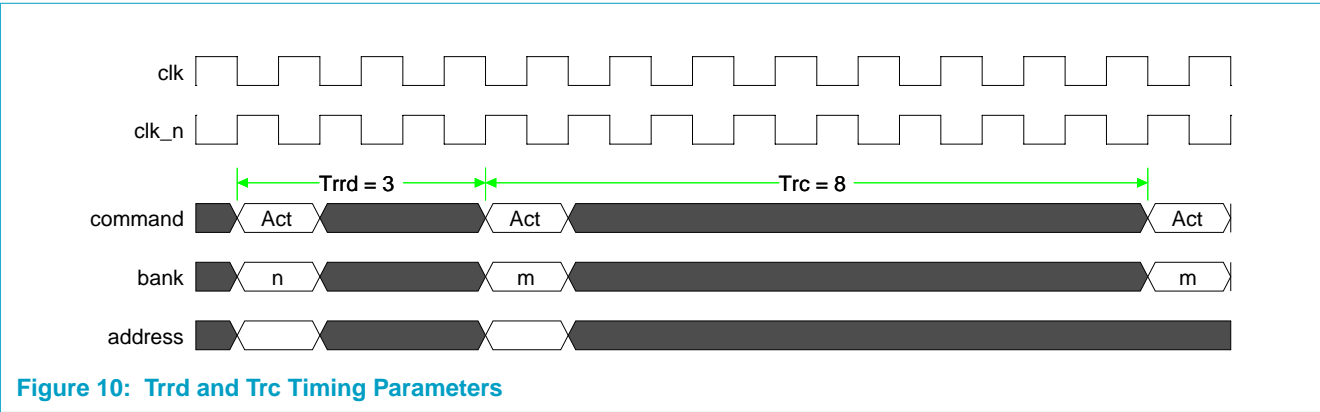 clk
clk_n
Trrd = 3
Trc = 8
command Act Act Act
bank n m m
address
Figure 10: Trrd and Trc Timing Parameters